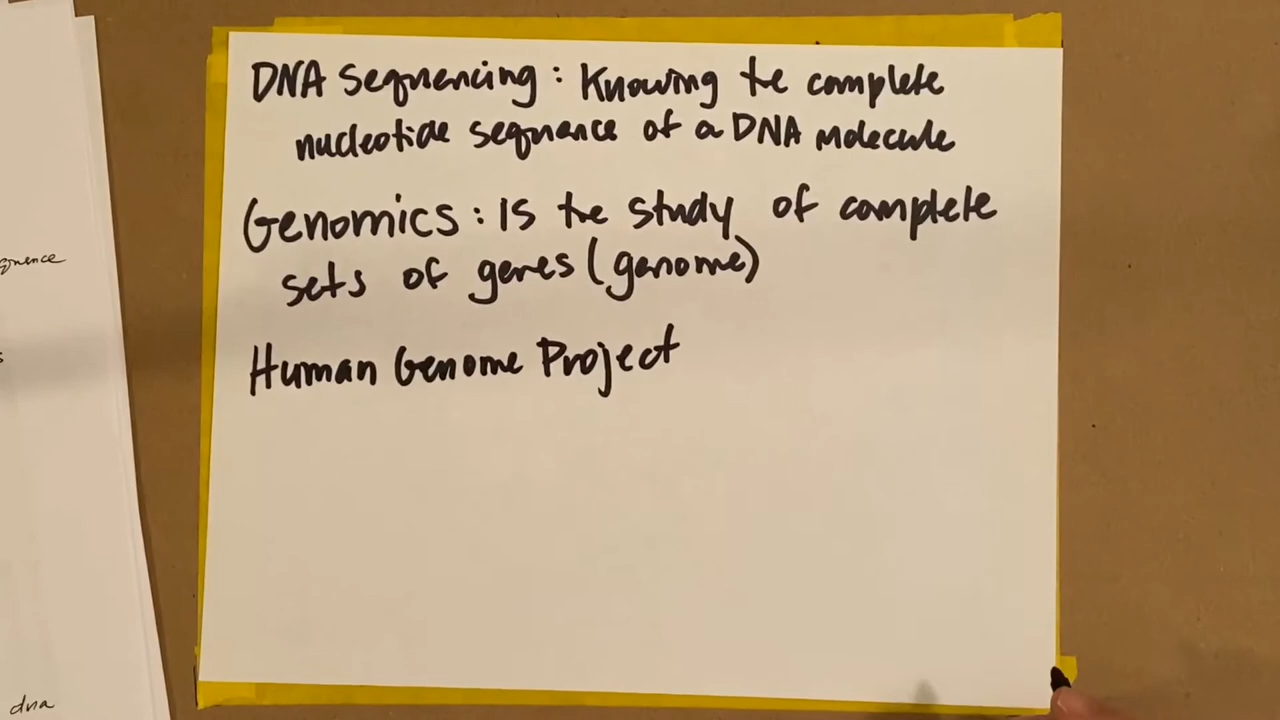 DNA Sequencing: Knowing the complete
nucleotide sequence of a DNA molecule
Genomics: is the study of complete
sets of genes (genome)
Human Genome Project
dna